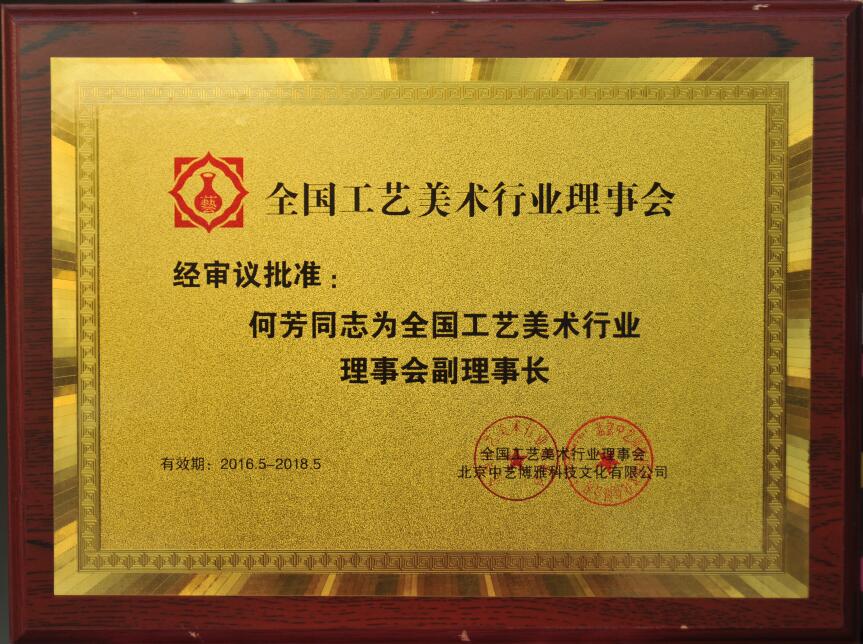 藝
全国工艺美术行业理事会
经审议批准：
何芳同志为全国工艺美术行业
理事会副理事长
有效期：2016.5-2018.5
全国工艺美术行业理事会
北京中艺博雅科技文化有限公司